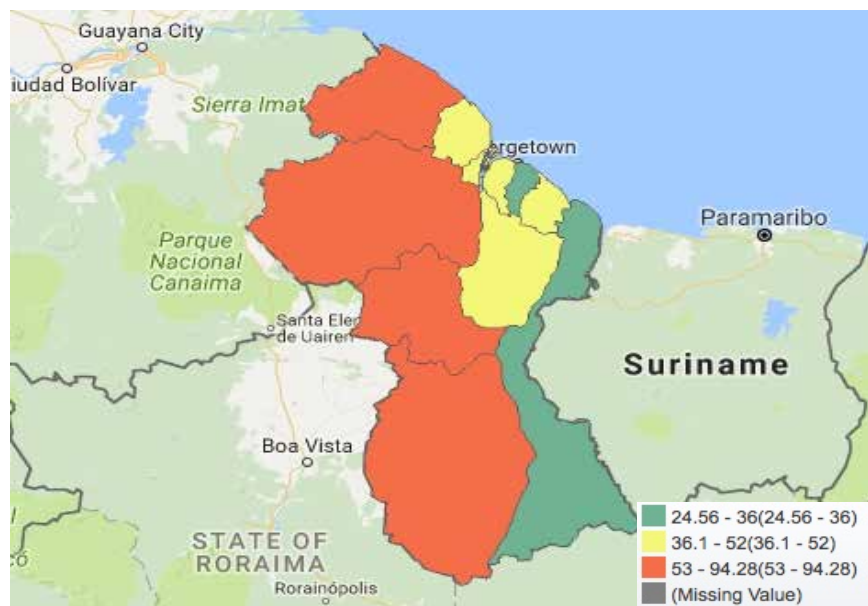 Guayana City
iudad Bolívar
Sierra Imat
ergetown
Paramaribo
Parque
Nacional
Canaima
Santa Ele
de Uairen
Suriname
Boa Vista
STATE OF
RORAIMA
Rorainópolis
24.56 - 36(24.56 - 36)
36.1 - 52(36.1 - 52)
53 - 94.28(53 - 94.28)
(Missing Value)